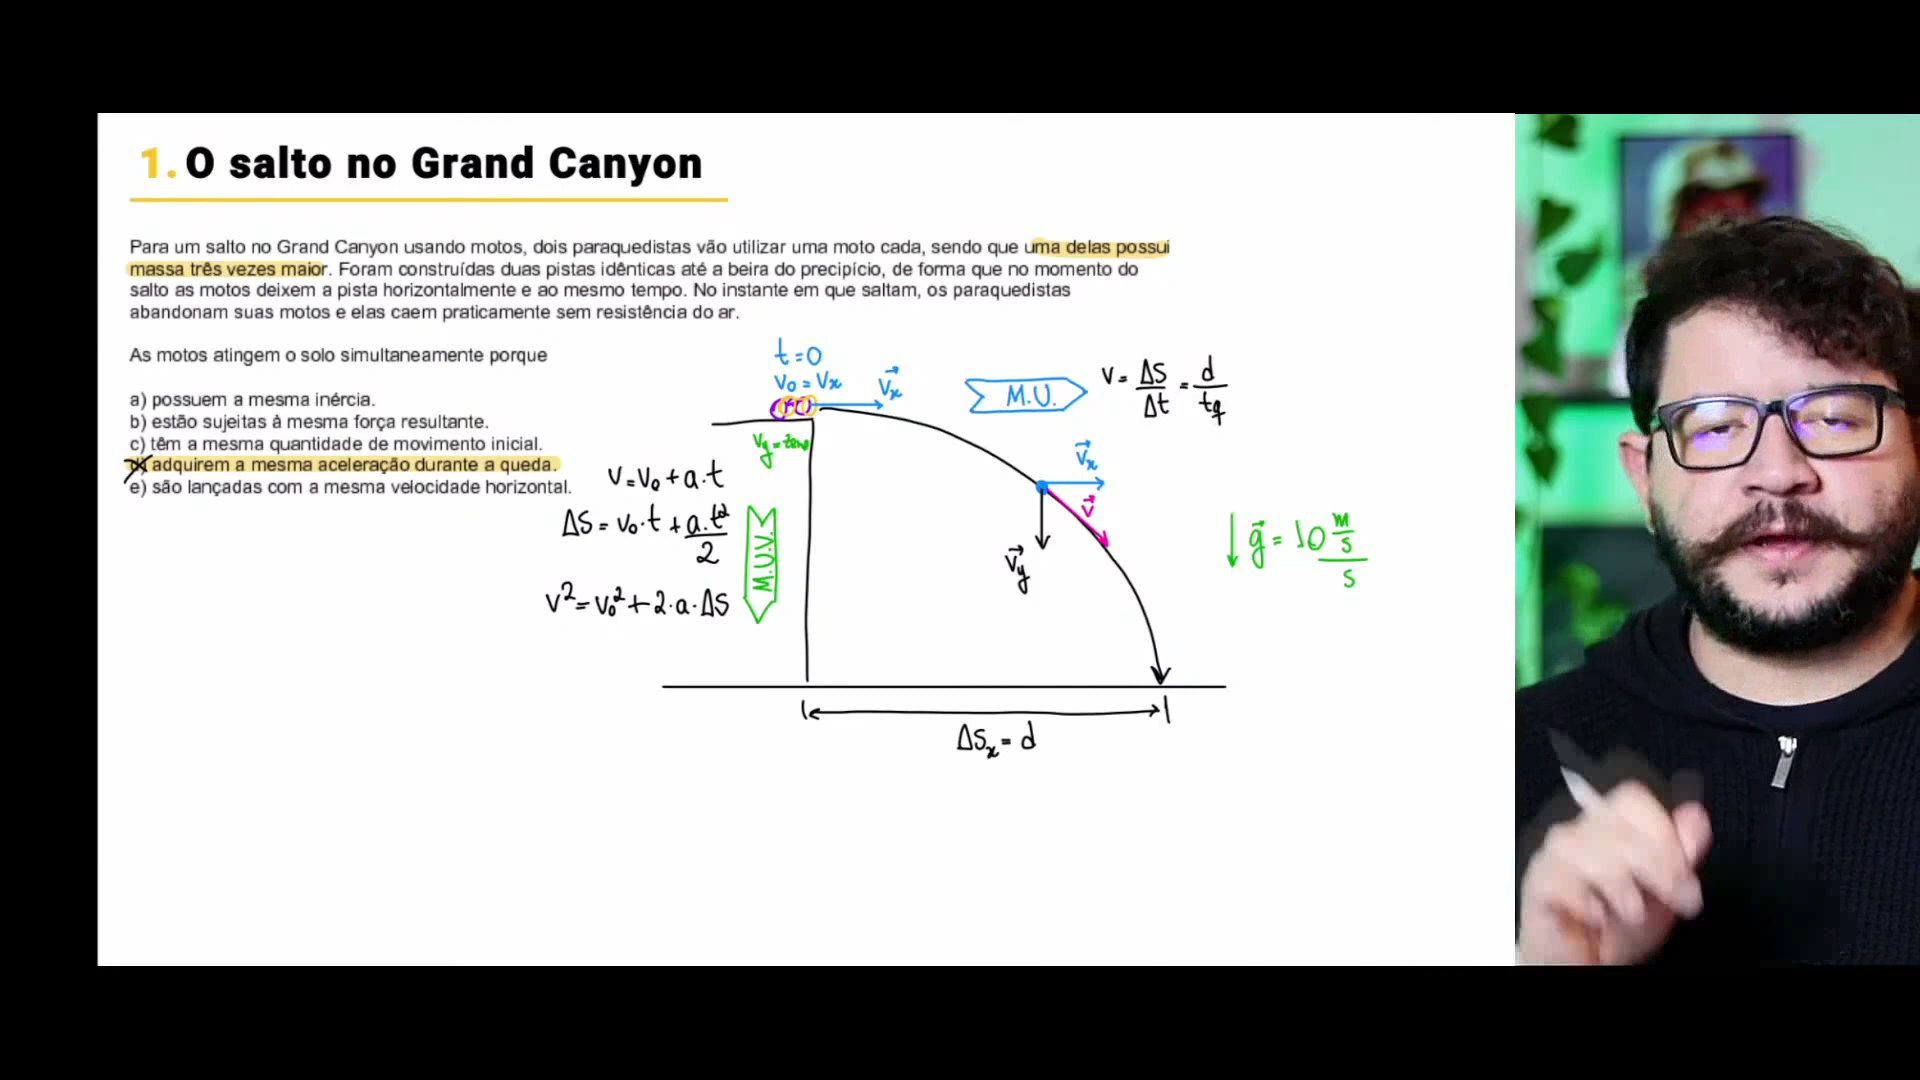 1. O salto no Grand Canyon
Para um salto no Grand Canyon usando motos, dois paraquedistas vão utilizar uma moto cada, sendo que uma delas possui
massa três vezes maior. Foram construídas duas pistas idênticas até a beira do precipício, de forma que no momento do
salto as motos deixem a pista horizontalmente e ao mesmo tempo. No instante em que saltam, os paraquedistas
abandonam suas motos e elas caem praticamente sem resistência do ar.
As motos atingem o solo simultaneamente porque
a) possuem a mesma inércia.
b) estão sujeitas à mesma força resultante.
c) têm a mesma quantidade de movimento inicial.
d) adquirem a mesma aceleração durante a queda.
e) são lançadas com a mesma velocidade horizontal.
t=0
V₀ = Vx
V⃗x
Vy = zero
M.U.
V = ΔS/Δt = d/tq
V = V₀ + a.t
ΔS = V₀.t + a.t²/2
V² = V₀² + 2.a.ΔS
M.U.V.
V⃗x
V⃗
V⃗y
g⃗ = 10 m/s/s
ΔSx = d